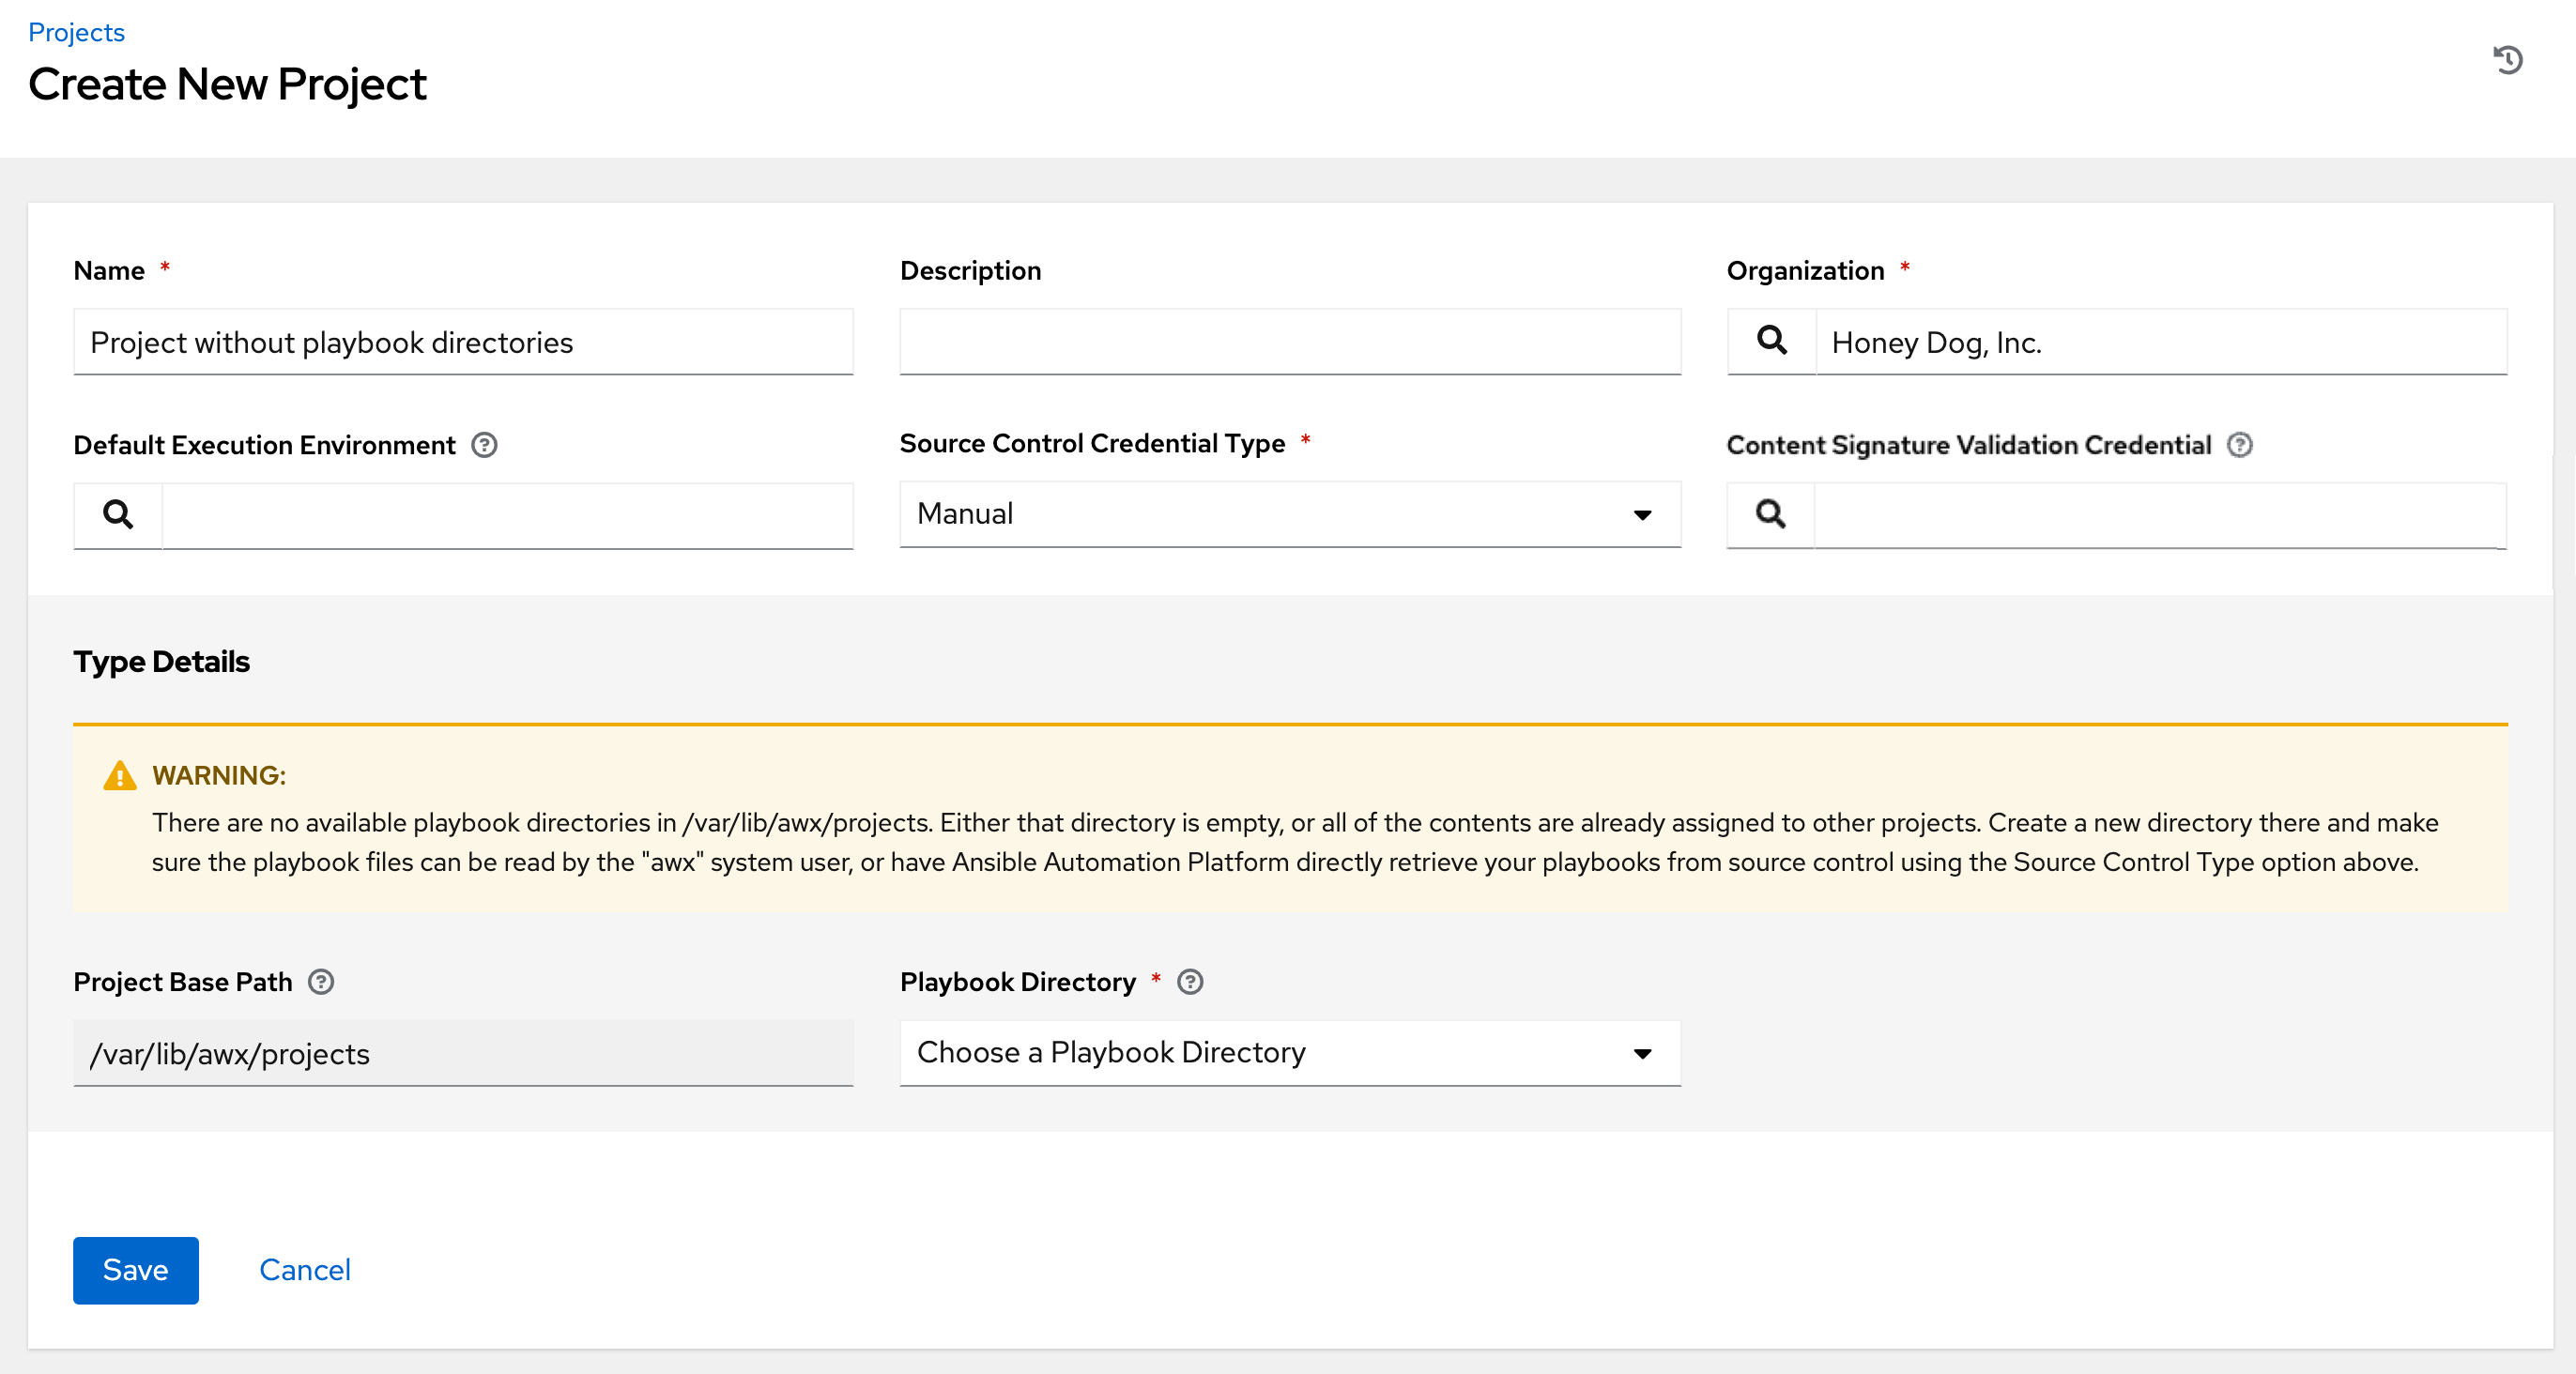 Projects
Create New Project
Name *
Description
Organization *
Project without playbook directories
Honey Dog, Inc.
Default Execution Environment
Source Control Credential Type *
Content Signature Validation Credential
Manual
Type Details
WARNING:
There are no available playbook directories in /var/lib/awx/projects. Either that directory is empty, or all of the contents are already assigned to other projects. Create a new directory there and make
sure the playbook files can be read by the "awx" system user, or have Ansible Automation Platform directly retrieve your playbooks from source control using the Source Control Type option above.
Project Base Path
Playbook Directory *
/var/lib/awx/projects
Choose a Playbook Directory
Save
Cancel